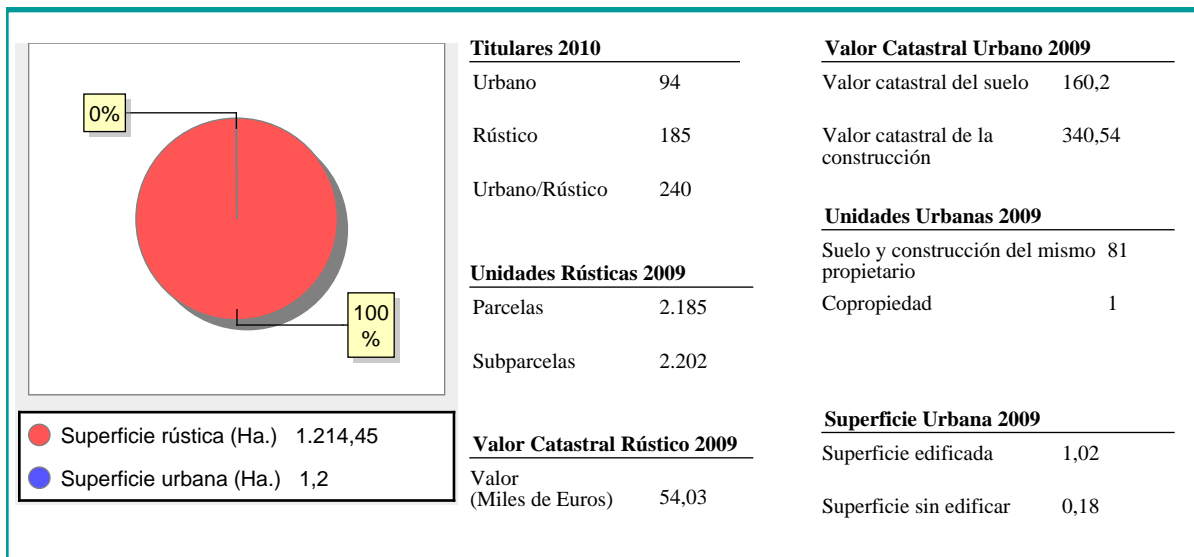 0%
100
%
Superficie rústica (Ha.) 1.214,45
Superficie urbana (Ha.) 1,2
Titulares 2010
Urbano 94
Rústico 185
Urbano/Rústico 240
Unidades Rústicas 2009
Parcelas 2.185
Subparcelas 2.202
Valor Catastral Rústico 2009
Valor
(Miles de Euros) 54,03
Valor Catastral Urbano 2009
Valor catastral del suelo 160,2
Valor catastral de la 340,54
construcción
Unidades Urbanas 2009
Suelo y construcción del mismo 81
propietario
Copropiedad 1
Superficie Urbana 2009
Superficie edificada 1,02
Superficie sin edificar 0,18